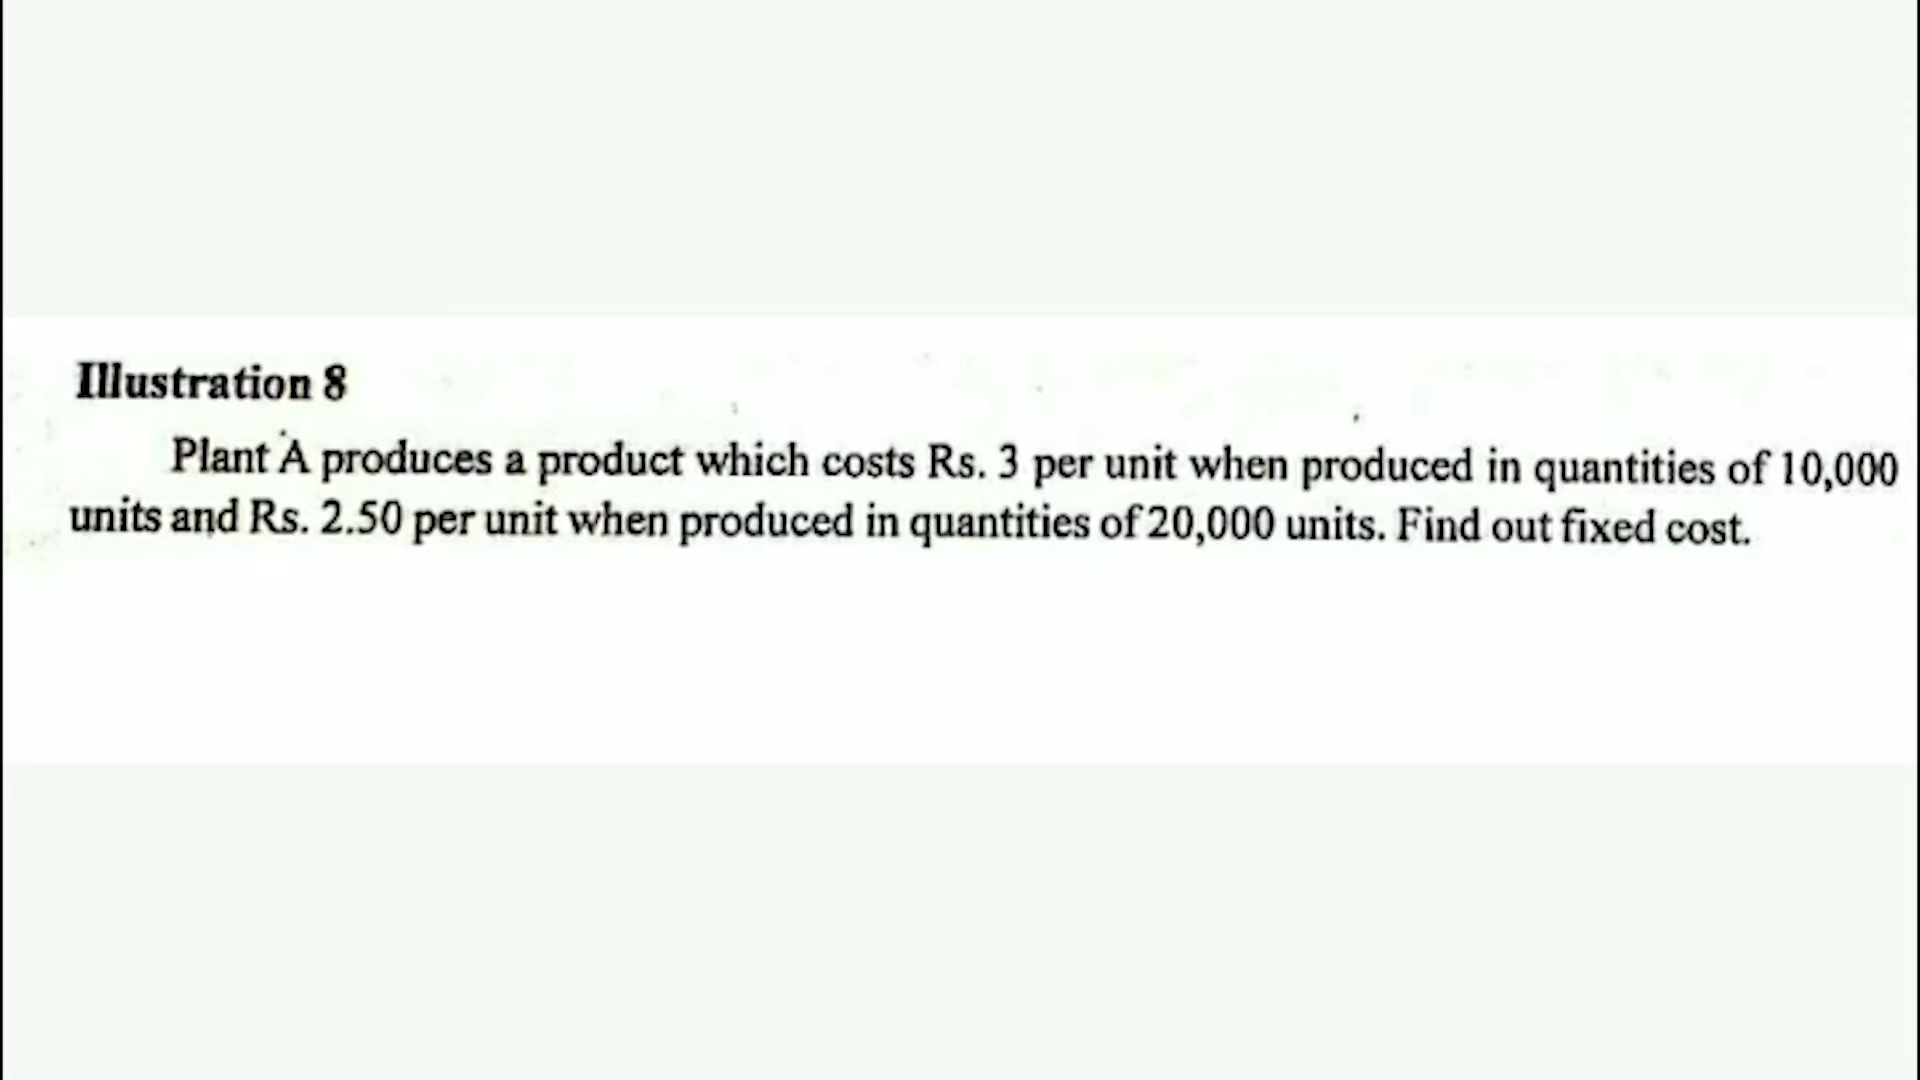 Illustration 8
Plant A produces a product which costs Rs. 3 per unit when produced in quantities of 10,000
units and Rs. 2.50 per unit when produced in quantities of 20,000 units. Find out fixed cost.